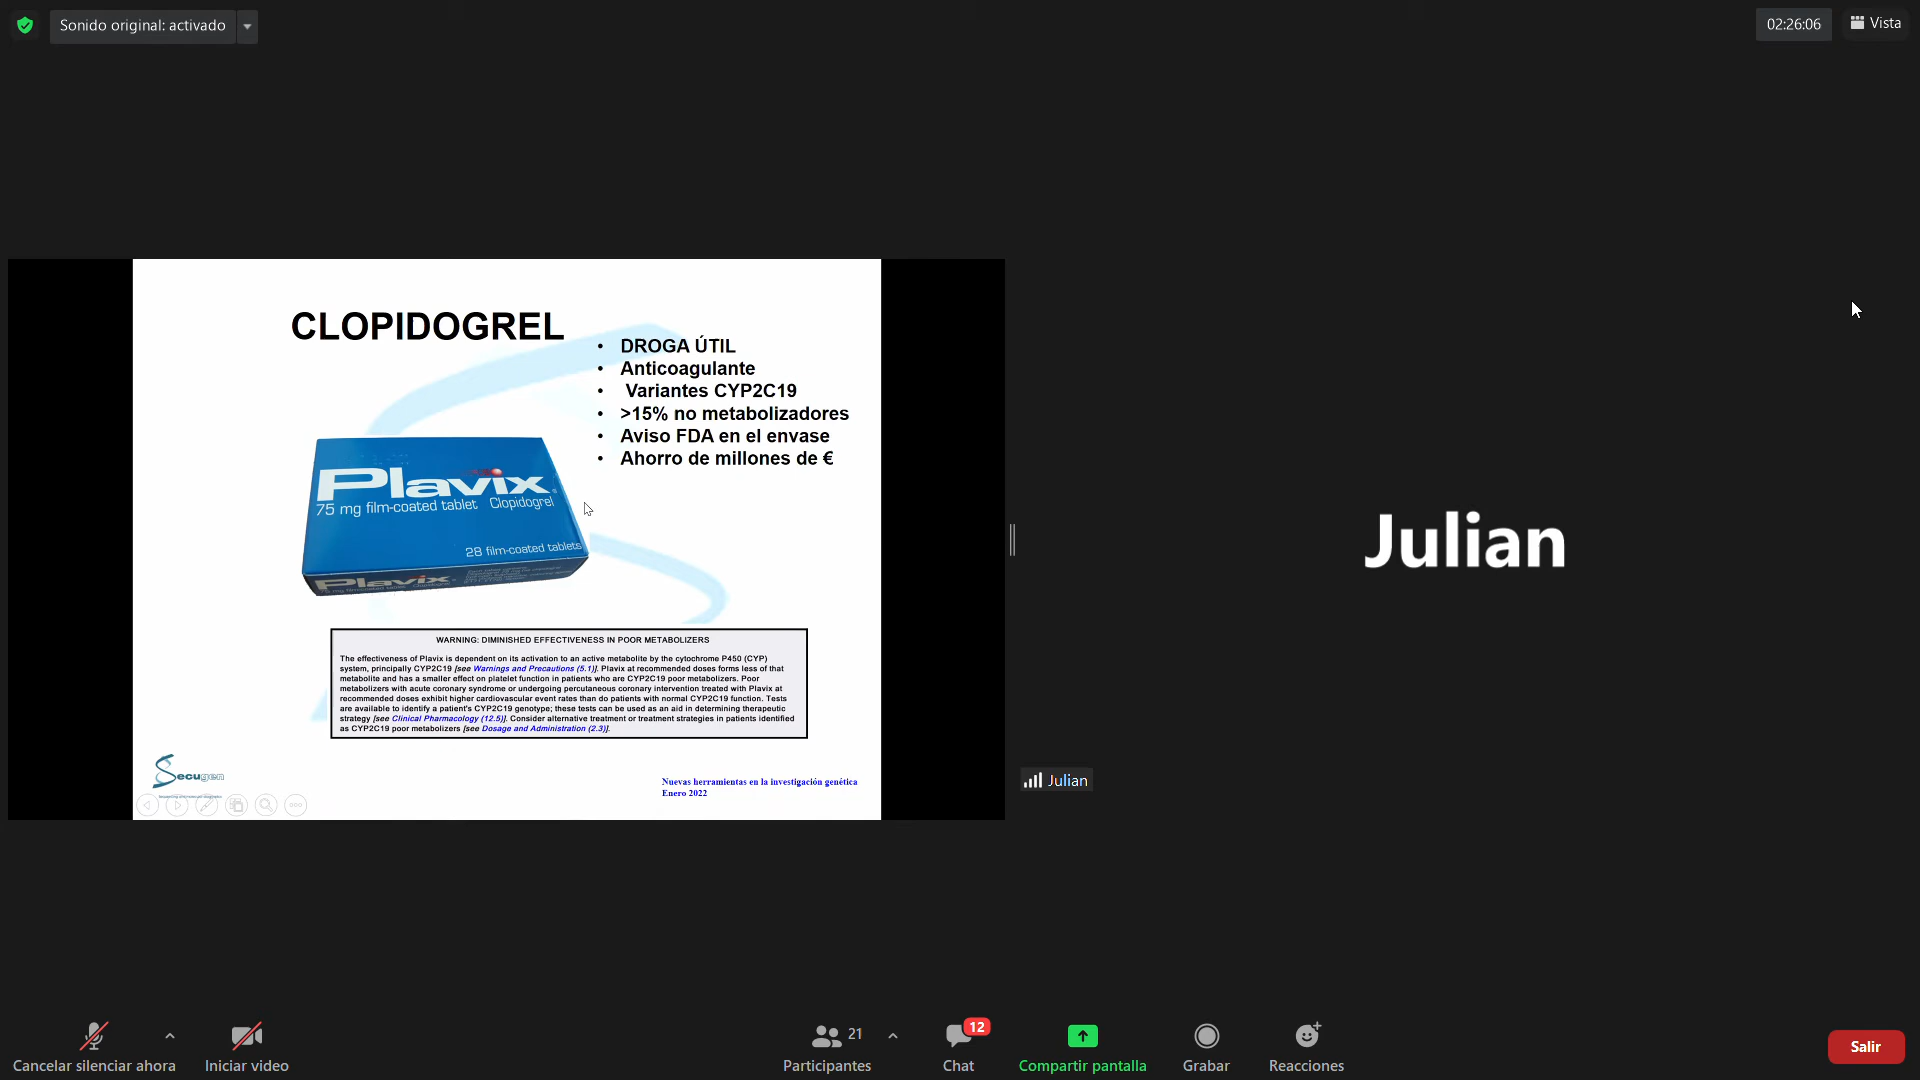 Sonido original: activado
02:26:06
Vista
CLOPIDOGREL
• DROGA ÚTIL
• Anticoagulante
• Variantes CYP2C19
• >15% no metabolizadores
• Aviso FDA en el envase
• Ahorro de millones de €
Plavix®
75 mg film-coated tablet Clopidogrel
28 film-coated tablets
Plavix
WARNING: DIMINISHED EFFECTIVENESS IN POOR METABOLIZERS
The effectiveness of Plavix is dependent on its activation to an active metabolite by the cytochrome P450 (CYP)
system, principally CYP2C19 [see Warnings and Precautions (5.1)]. Plavix at recommended doses forms less of that
metabolite and has a smaller effect on platelet function in patients who are CYP2C19 poor metabolizers. Poor
metabolizers with acute coronary syndrome or undergoing percutaneous coronary intervention treated with Plavix at
recommended doses exhibit higher cardiovascular event rates than do patients with normal CYP2C19 function. Tests
are available to identify a patient's CYP2C19 genotype; these tests can be used as an aid in determining therapeutic
strategy [see Clinical Pharmacology (12.5)]. Consider alternative treatment or treatment strategies in patients identified
as CYP2C19 poor metabolizers [see Dosage and Administration (2.3)].
Secugen
Nuevas herramientas en la investigación genética
Enero 2022
Julian
Julian
Cancelar silenciar ahora
Iniciar video
21
Participantes
12
Chat
Compartir pantalla
Grabar
Reacciones
Salir